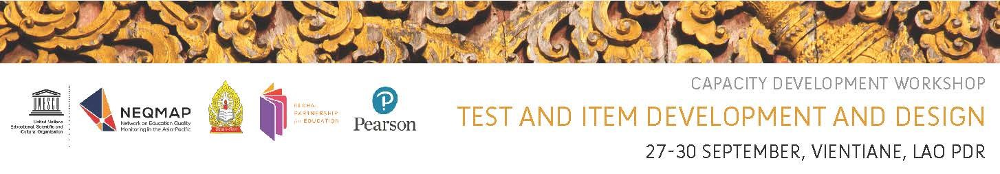 UNESCO
United Nations
Educational, Scientific and
Cultural Organization
NEQMAP
Network on Education Quality
Monitoring in the Asia-Pacific
GLOBAL
PARTNERSHIP
for EDUCATION
Pearson
CAPACITY DEVELOPMENT WORKSHOP
TEST AND ITEM DEVELOPMENT AND DESIGN
27-30 SEPTEMBER, VIENTIANE, LAO PDR